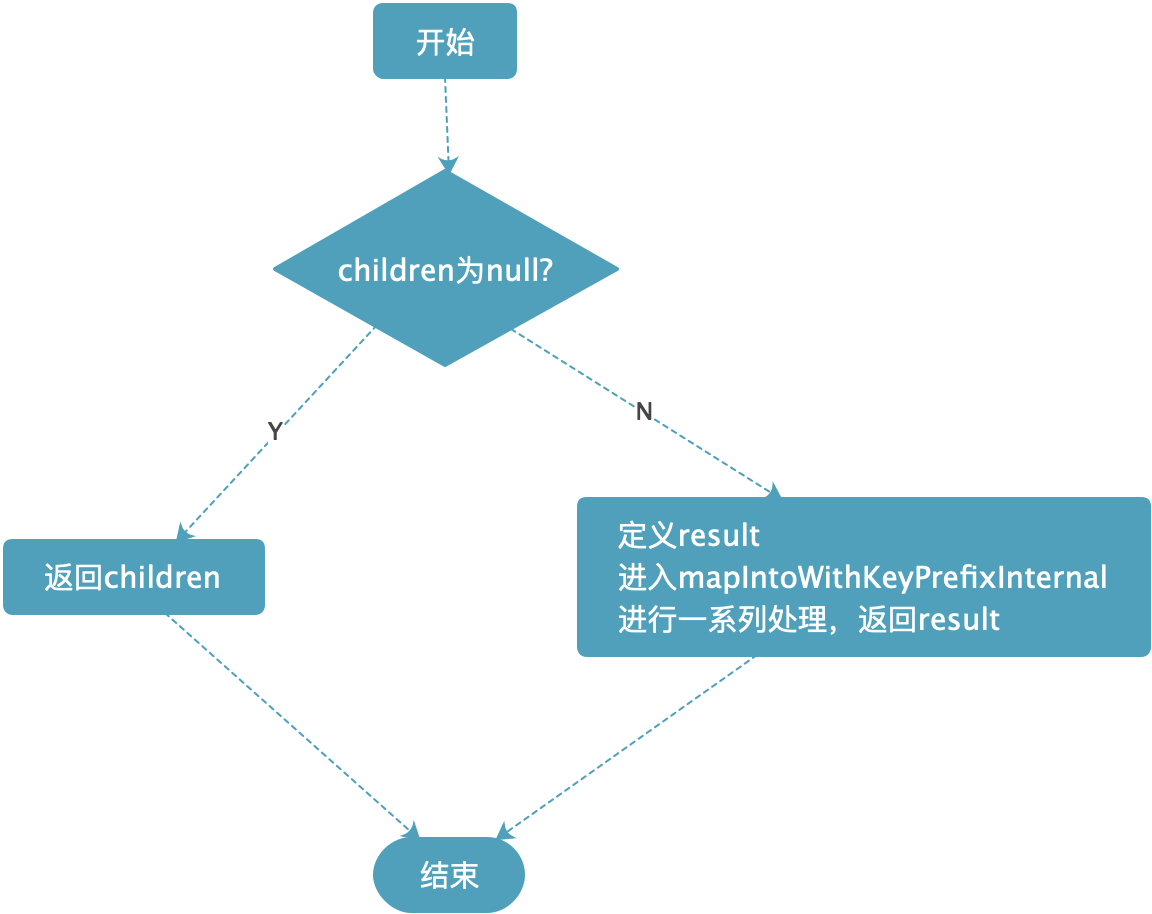 开始
children为null?
Y
N
返回children
定义result
进入mapIntoWithKeyPrefixInternal
进行一系列处理，返回result
结束